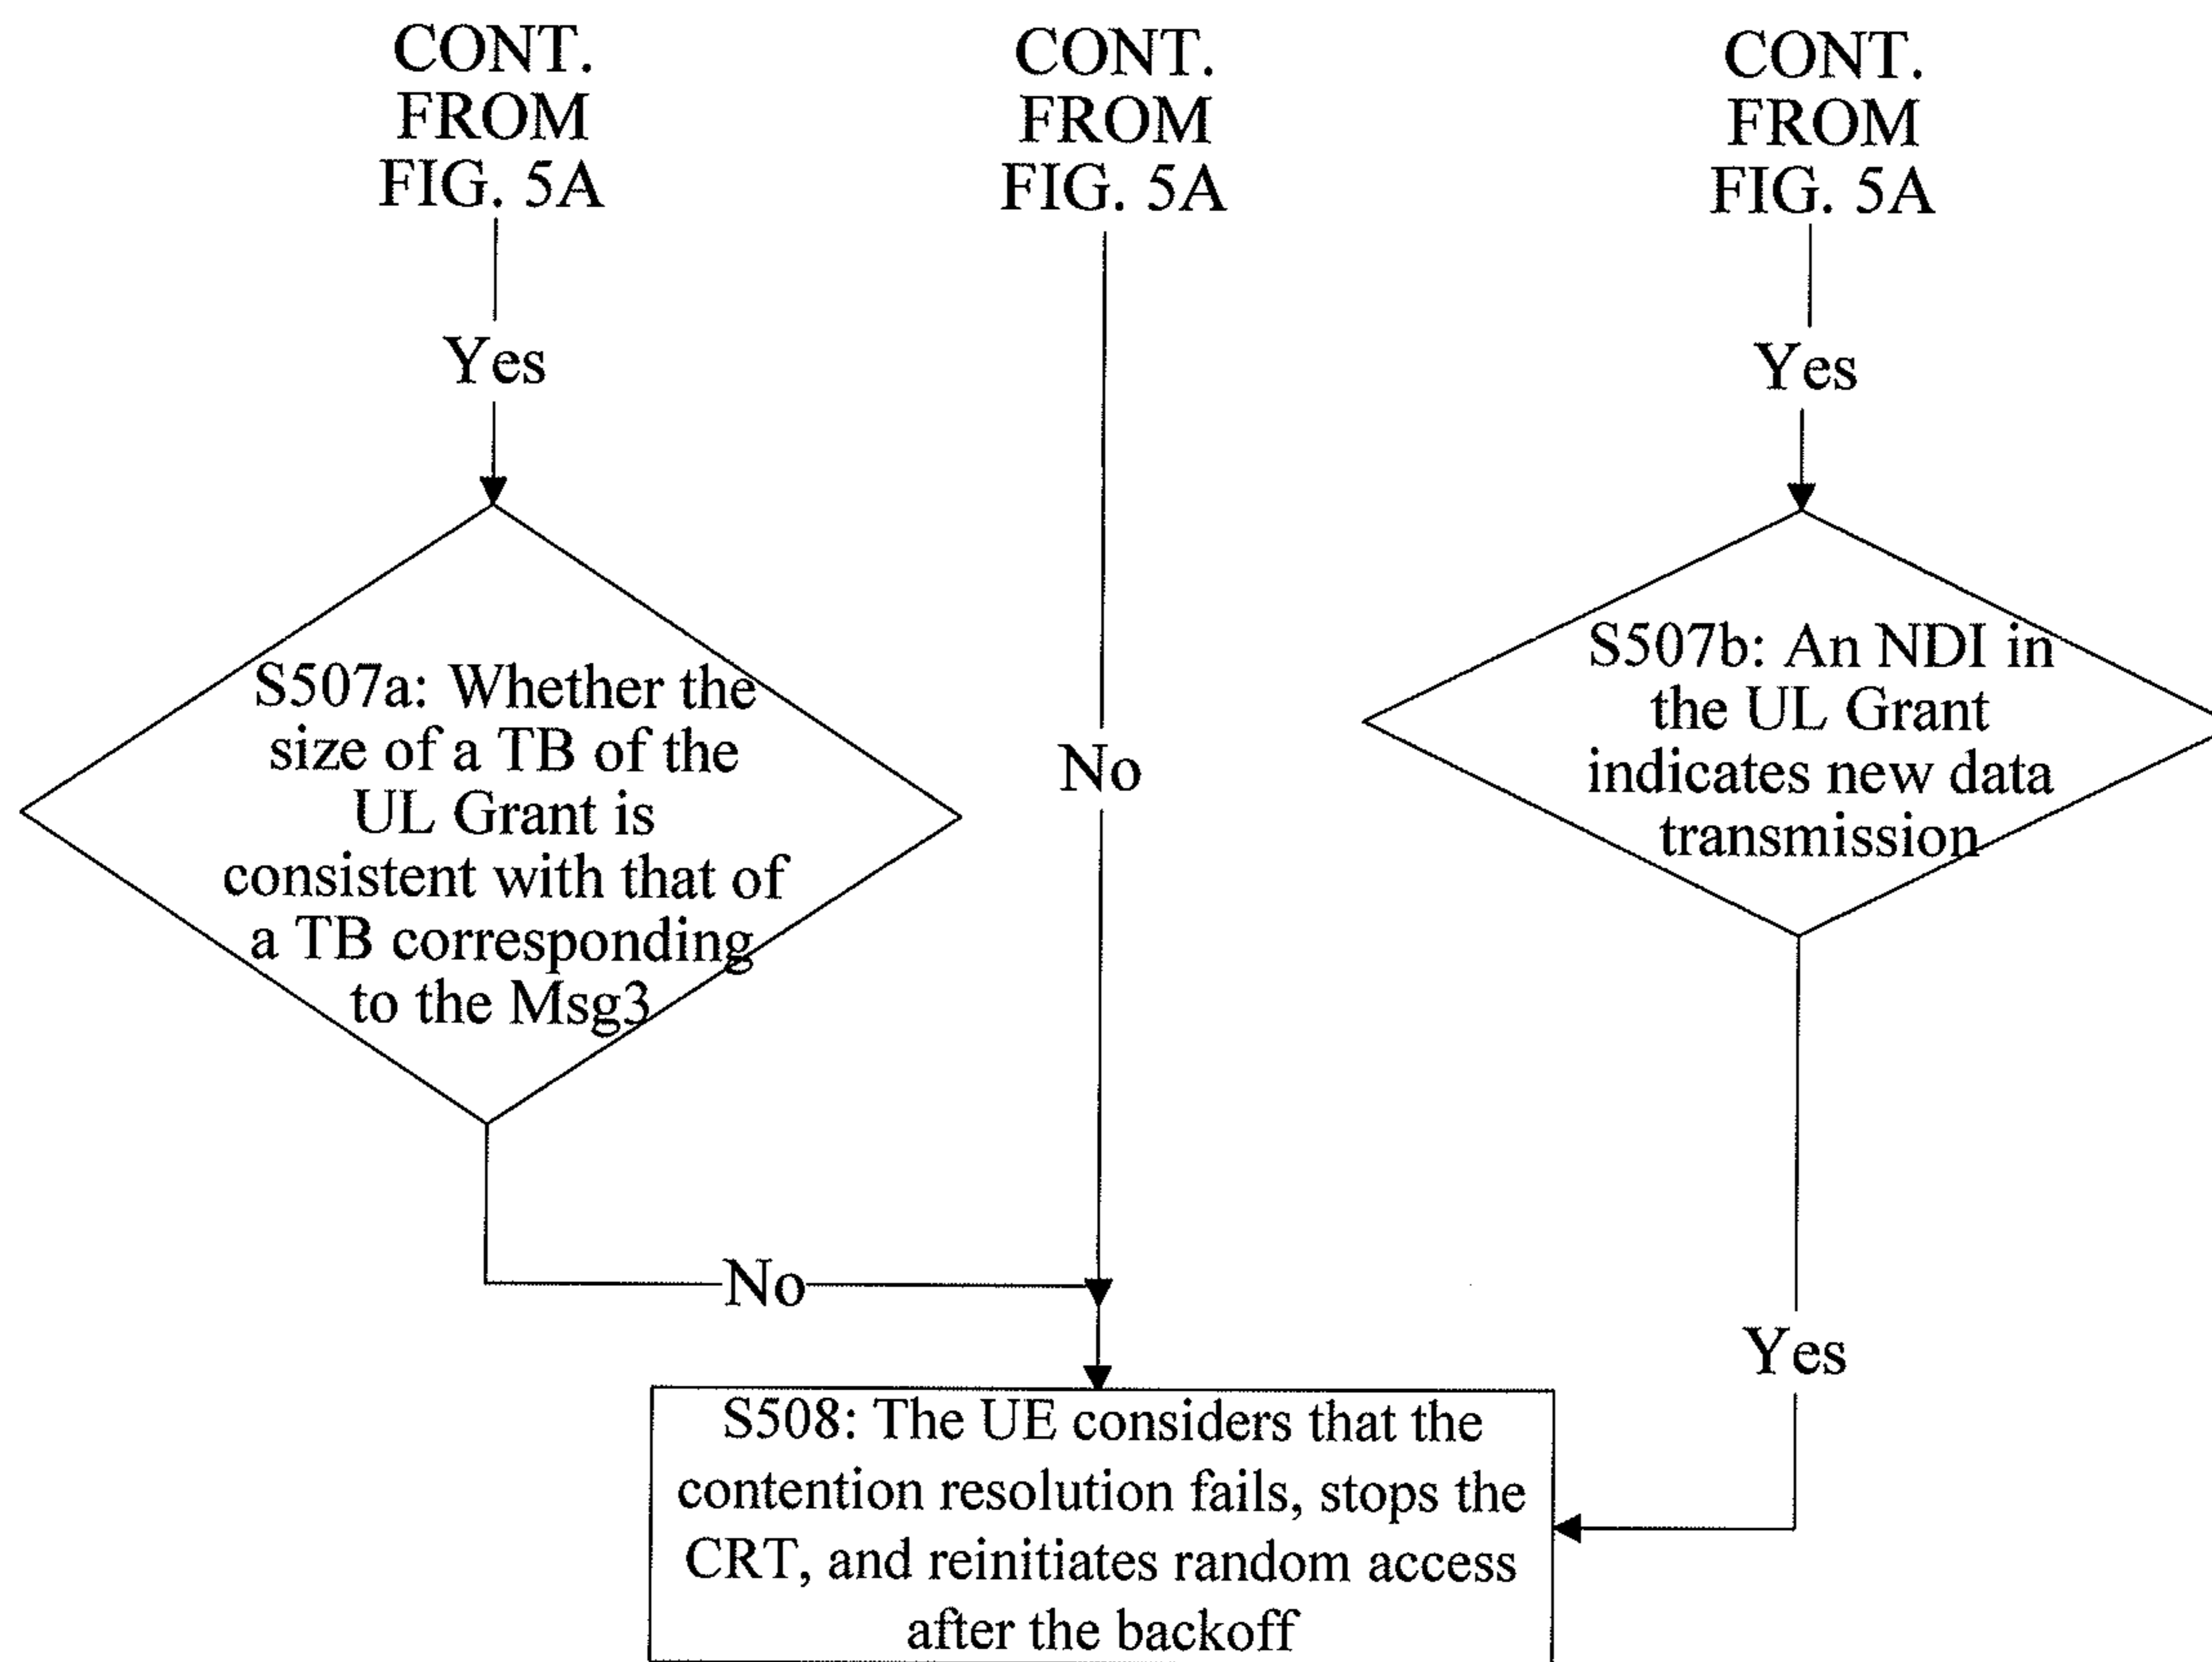 CONT.
FROM
FIG. 5A
CONT.
FROM
FIG. 5A
CONT.
FROM
FIG. 5A
Yes
Yes
S507a: Whether the
size of a TB of the
UL Grant is
consistent with that of
a TB corresponding
to the Msg3
No
S507b: An NDI in
the UL Grant
indicates new data
transmission
No
Yes
S508: The UE considers that the
contention resolution fails, stops the
CRT, and reinitiates random access
after the backoff